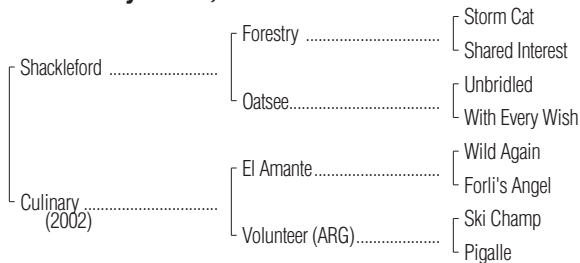 Shackleford
Forestry
Storm Cat
Shared Interest
Oatsee
Unbridled
With Every Wish
Culinary
(2002)
El Amante
Wild Again
Forli's Angel
Volunteer (ARG)
Ski Champ
Pigalle